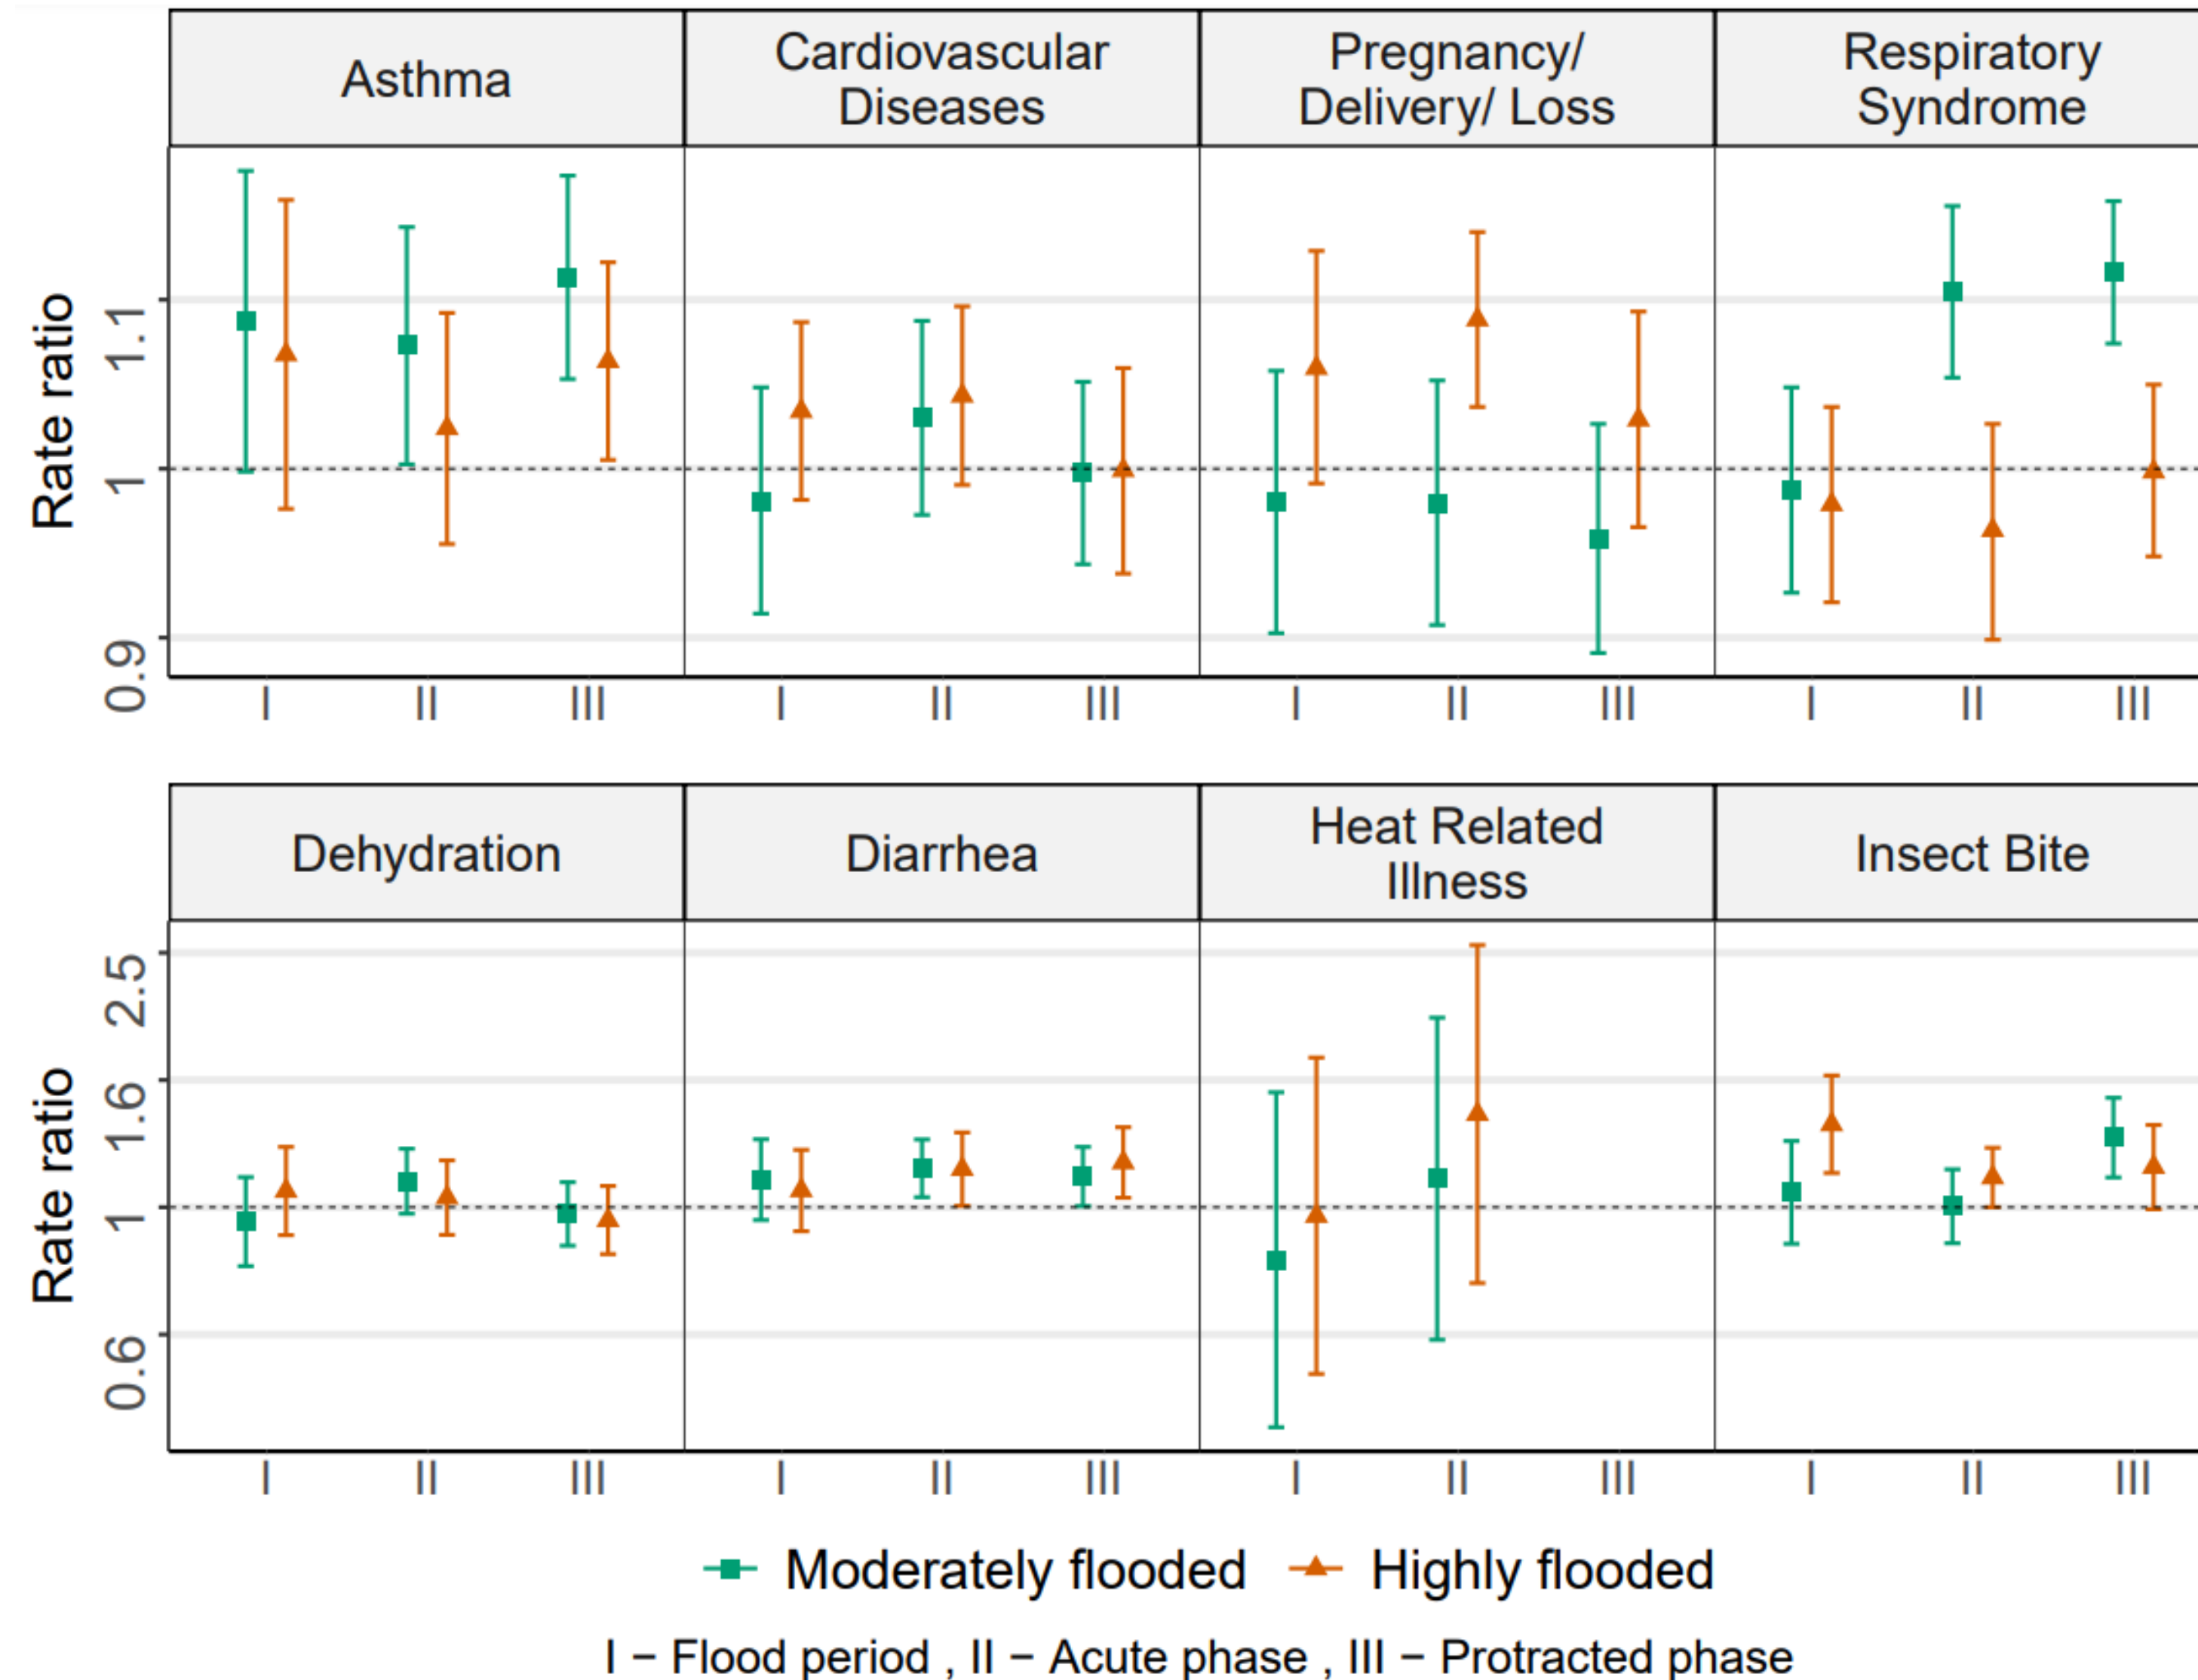 Asthma
Cardiovascular
Diseases
Pregnancy/
Delivery/ Loss
Respiratory
Syndrome
Rate ratio
1.1
1
0.9
I II III I II III I II III I II III
Dehydration
Diarrhea
Heat Related
Illness
Insect Bite
Rate ratio
2.5
1.6
1
0.6
I II III I II III I II III I II III
Moderately flooded Highly flooded
I − Flood period , II − Acute phase , III − Protracted phase